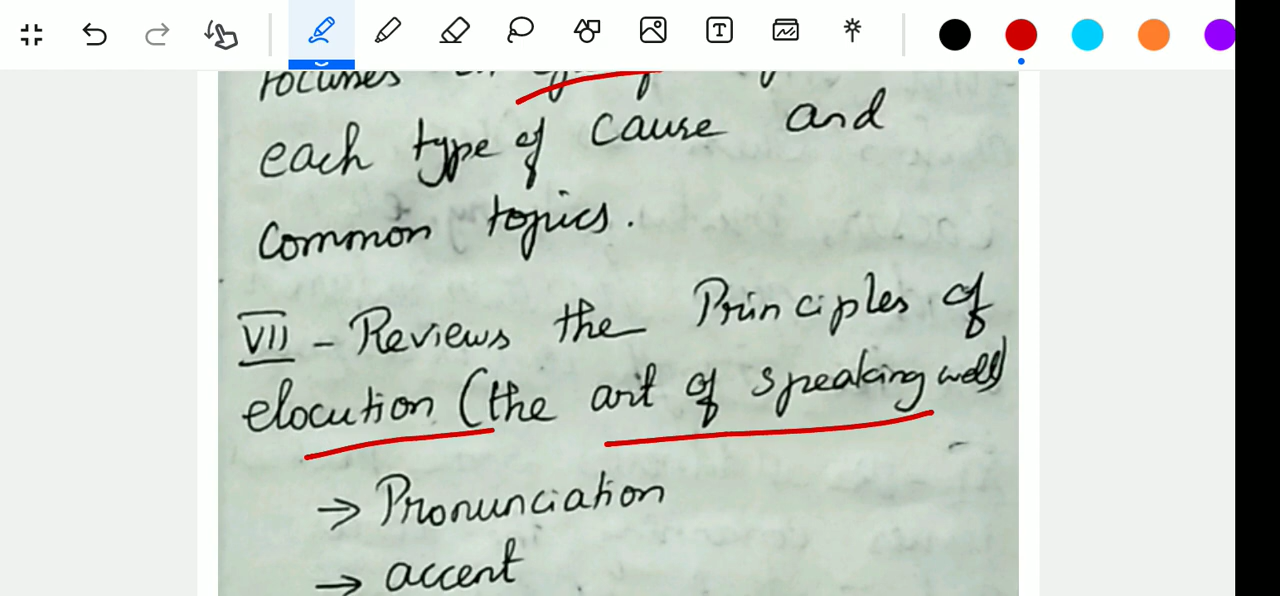 focuses
each type of cause and
common topics.
VII - Reviews the Principles of
elocution (the art of speaking well)
→ Pronunciation
→ accent